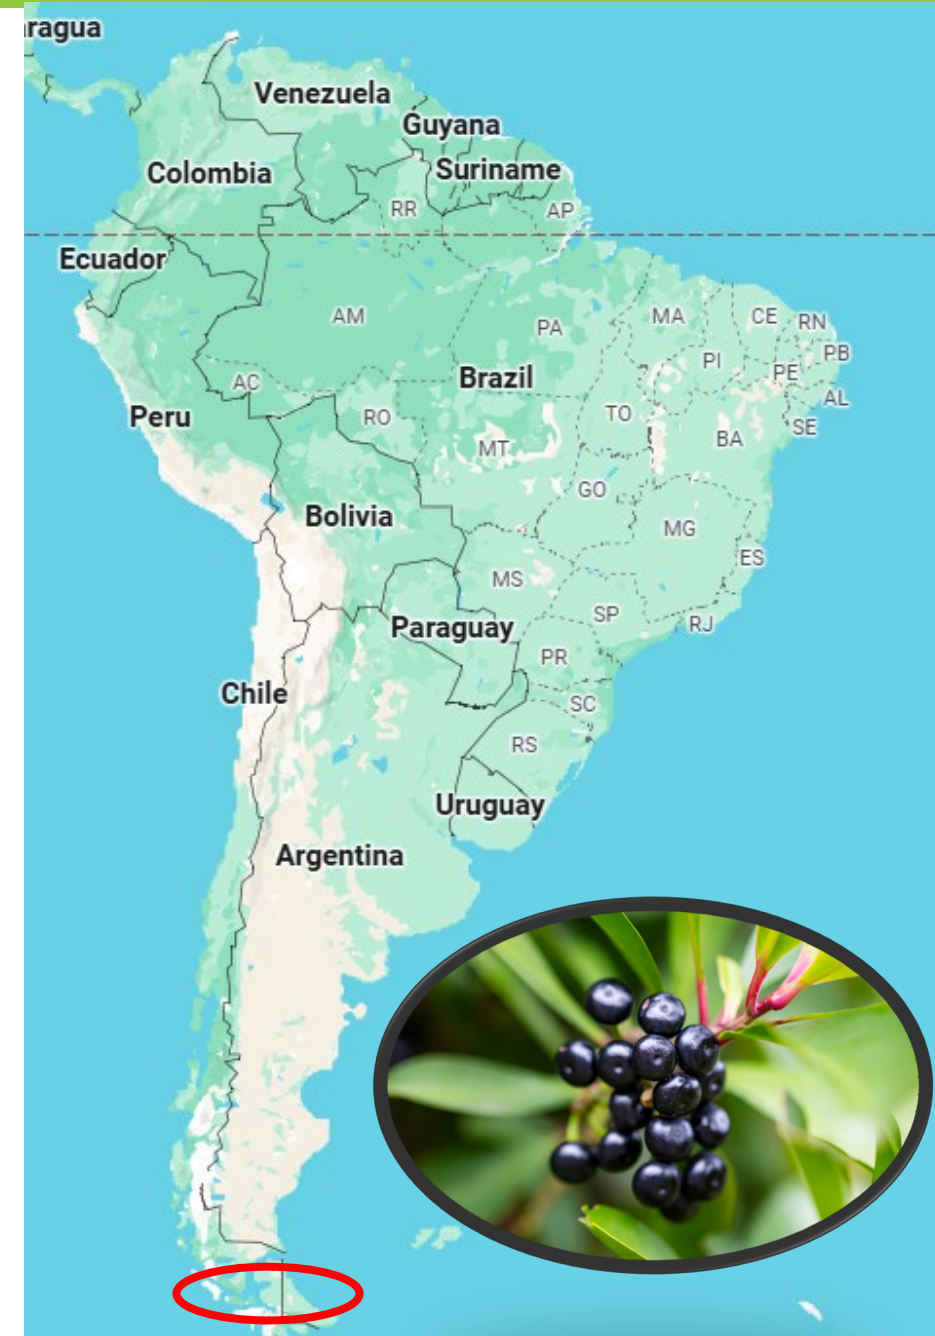 ragua
Venezuela
Guyana
Colombia
Suriname
RR
AP
Ecuador
AM
PA
MA
CE
RN
PI
PB
PE
Brazil
AC
AL
Peru
RO
TO
SE
MT
BA
GO
Bolivia
MG
ES
MS
SP
Paraguay
RJ
PR
Chile
SC
RS
Uruguay
Argentina